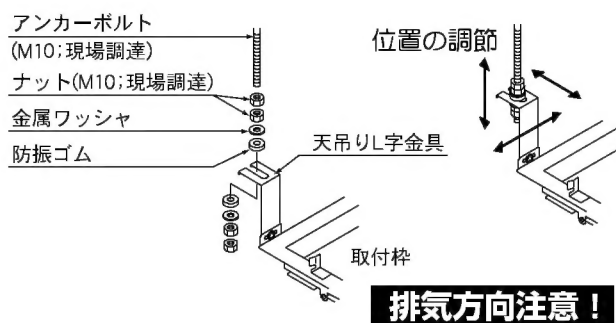 アンカーボルト
(M10;現場調達)
ナット(M10;現場調達)
金属ワッシャ
防振ゴム
天吊りL字金具
取付枠
位置の調節
排気方向注意!